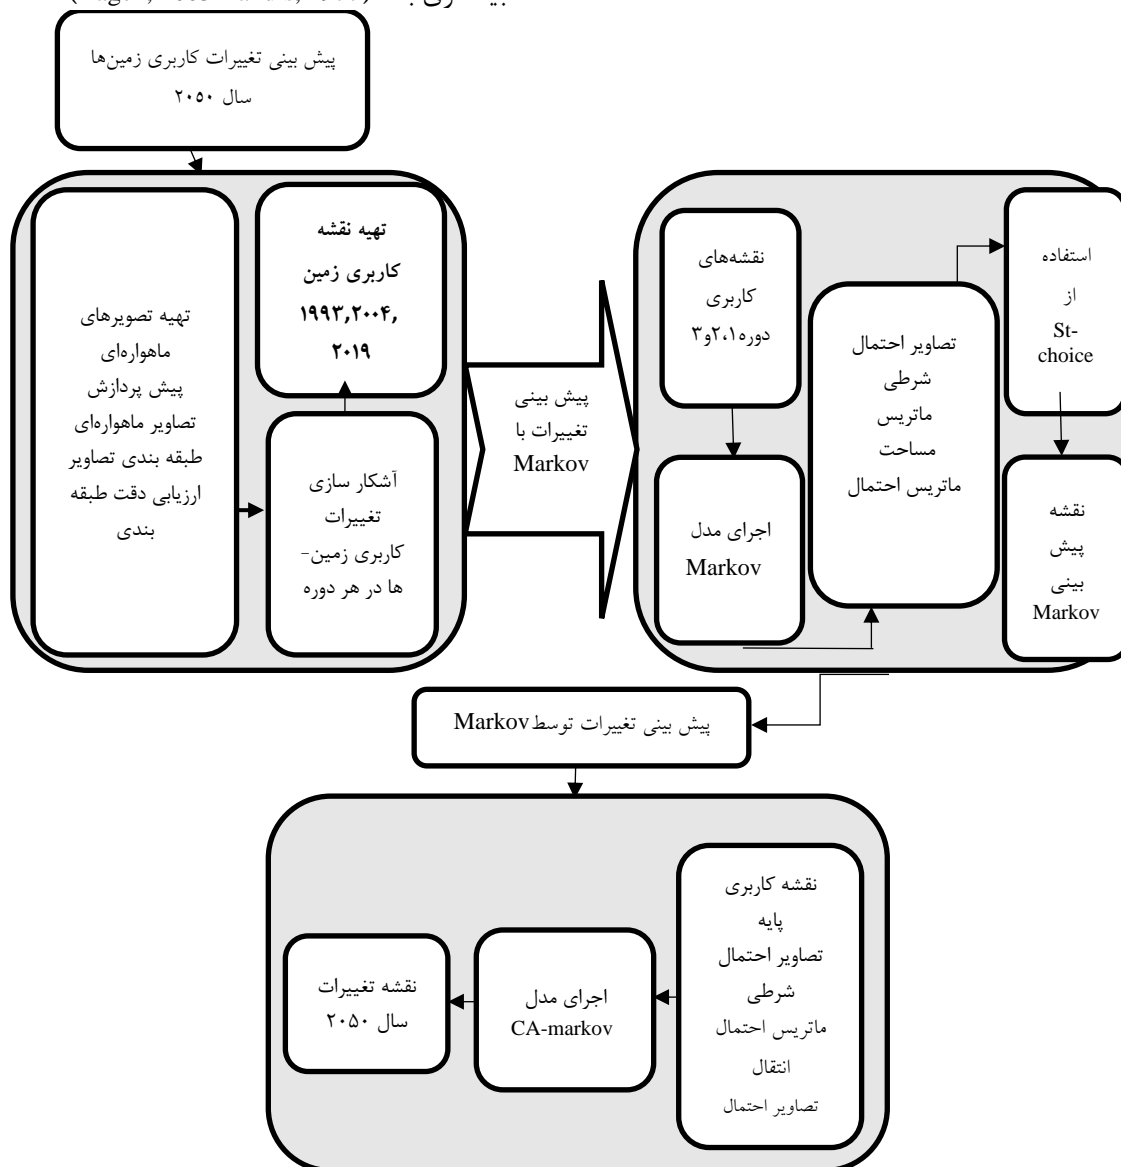 پیش بینی تغییرات کاربری زمین‌ها
سال ۲۰۵۰
تهیه تصویرهای
ماهواره‌ای
پیش پردازش
تصاویر ماهواره‌ای
طبقه بندی تصاویر
ارزیابی دقت طبقه
بندی
تهیه نقشه
کاربری زمین
۱۹۹۳,۲۰۰۴,
۲۰۱۹
آشکار سازی
تغییرات
کاربری زمین-
ها در هر دوره
پیش بینی
تغییرات با
Markov
نقشه‌های
کاربری
دوره۲،۱و۳
اجرای مدل
Markov
تصاویر احتمال
شرطی
ماتریس
مساحت
ماتریس احتمال
استفاده
از
St-
choice
نقشه
پیش
بینی
Markov
پیش بینی تغییرات توسط Markov
نقشه کاربری
پایه
تصاویر احتمال
شرطی
ماتریس احتمال
انتقال
تصاویر احتمال
اجرای مدل
CA-markov
نقشه تغییرات
سال ۲۰۵۰